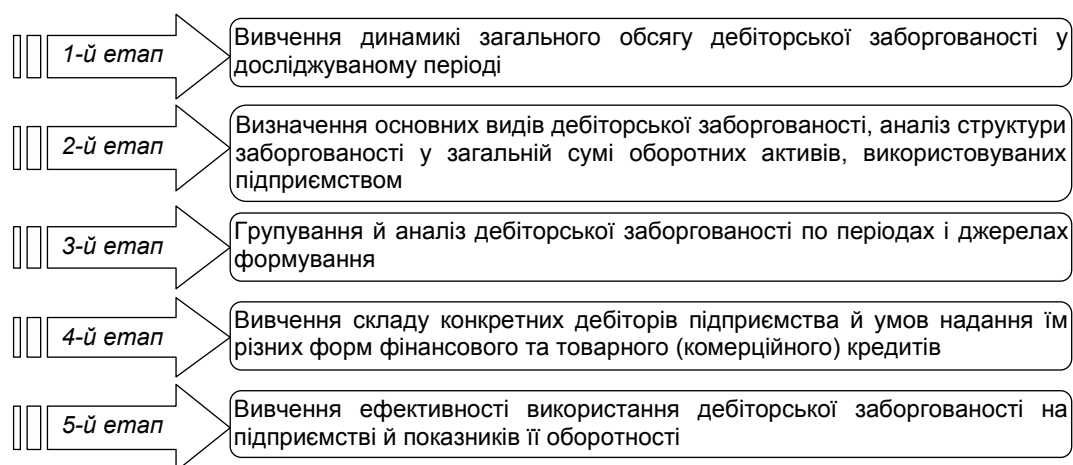 1-й етап
Вивчення динамікі загального обсягу дебіторської заборгованості у
досліджуваному періоді
2-й етап
Визначення основних видів дебіторської заборгованості, аналіз структури
заборгованості у загальній сумі оборотних активів, використовуваних
підприємством
3-й етап
Групування й аналіз дебіторської заборгованості по періодах і джерелах
формування
4-й етап
Вивчення складу конкретних дебіторів підприємства й умов надання їм
різних форм фінансового та товарного (комерційного) кредитів
5-й етап
Вивчення ефективності використання дебіторської заборгованості на
підприємстві й показників її оборотності